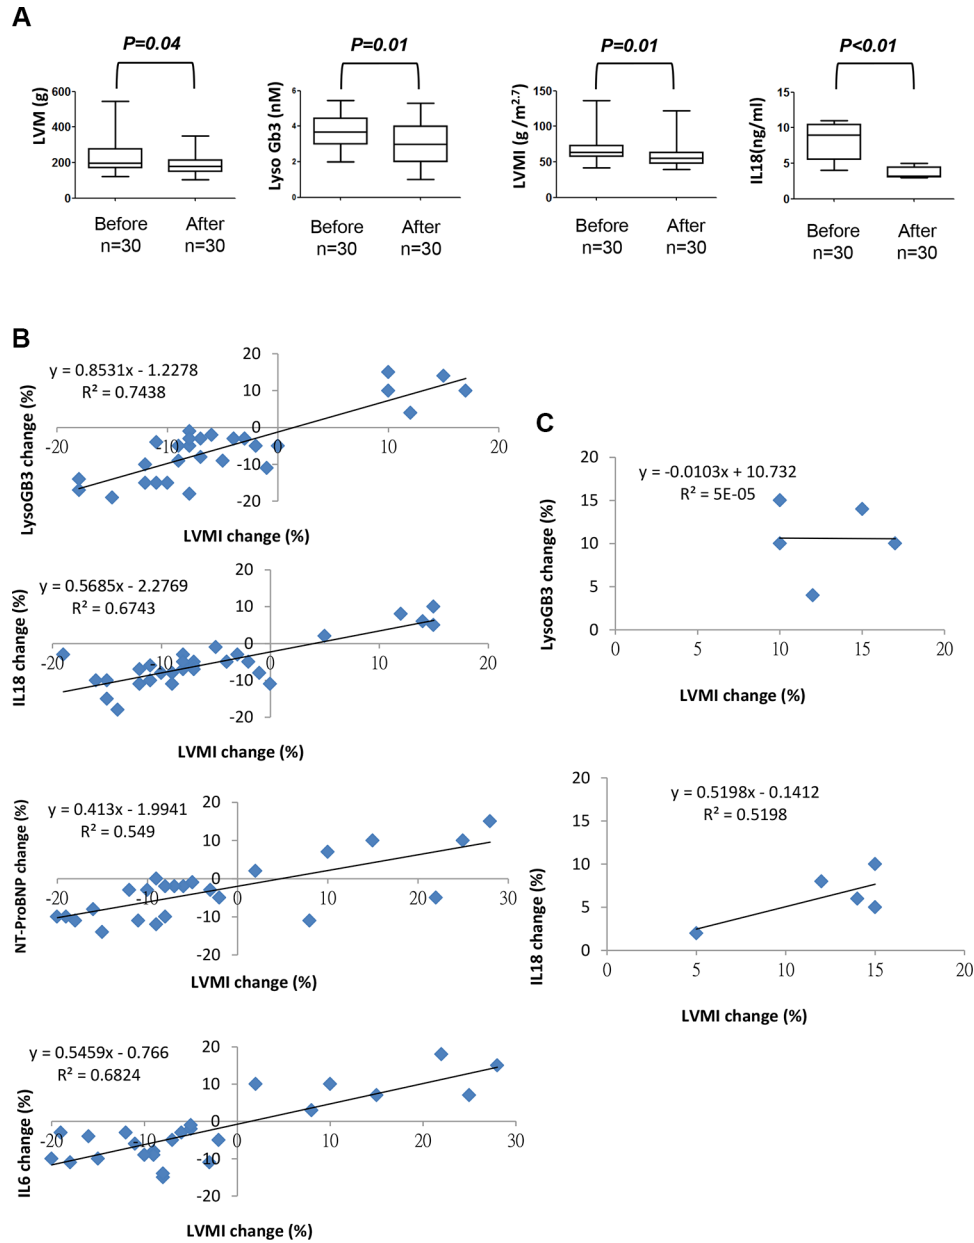 A
P=0.04
P=0.01
P=0.01
P<0.01
LVM (g)
600
400
200
0
Before
n=30
After
n=30
Lyso Gb3 (nM)
6
4
2
0
Before
n=30
After
n=30
LVMI (g /m2.7)
150
100
50
0
Before
n=30
After
n=30
IL18(ng/ml)
15
10
5
0
Before
n=30
After
n=30
B
y = 0.8531x - 1.2278
R² = 0.7438
LysoGB3 change (%)
20
10
0
-10
-20
-20
-10
0
10
20
LVMI change (%)
y = 0.5685x - 2.2769
R² = 0.6743
IL18 change (%)
20
10
0
-10
-20
-20
-10
0
10
20
LVMI change (%)
y = 0.413x - 1.9941
R² = 0.549
NT-ProBNP change (%)
20
10
0
-10
-20
-20
-10
0
10
20
30
LVMI change (%)
y = 0.5459x - 0.766
R² = 0.6824
IL6 change (%)
20
10
0
-10
-20
-20
-10
0
10
20
30
LVMI change (%)
C
y = -0.0103x + 10.732
R² = 5E-05
LysoGB3 change (%)
20
15
10
5
0
0
5
10
15
20
LVMI change (%)
y = 0.5198x - 0.1412
R² = 0.5198
IL18 change (%)
20
15
10
5
0
0
5
10
15
20
LVMI change (%)